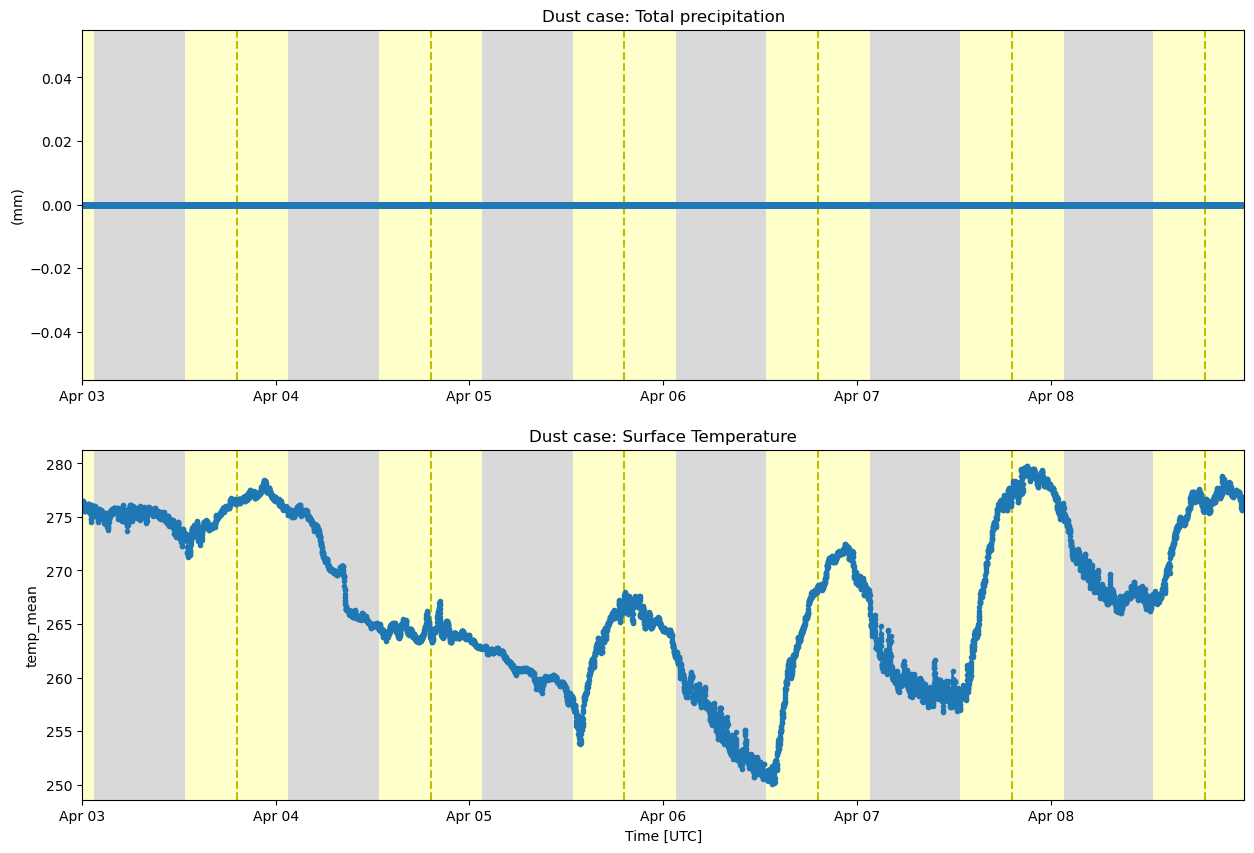 Dust case: Total precipitation
0.04
0.02
0.00
−0.02
−0.04
(mm)
Apr 03 Apr 04 Apr 05 Apr 06 Apr 07 Apr 08
Dust case: Surface Temperature
280
275
270
265
260
255
250
temp_mean
Apr 03 Apr 04 Apr 05 Apr 06 Apr 07 Apr 08
Time [UTC]